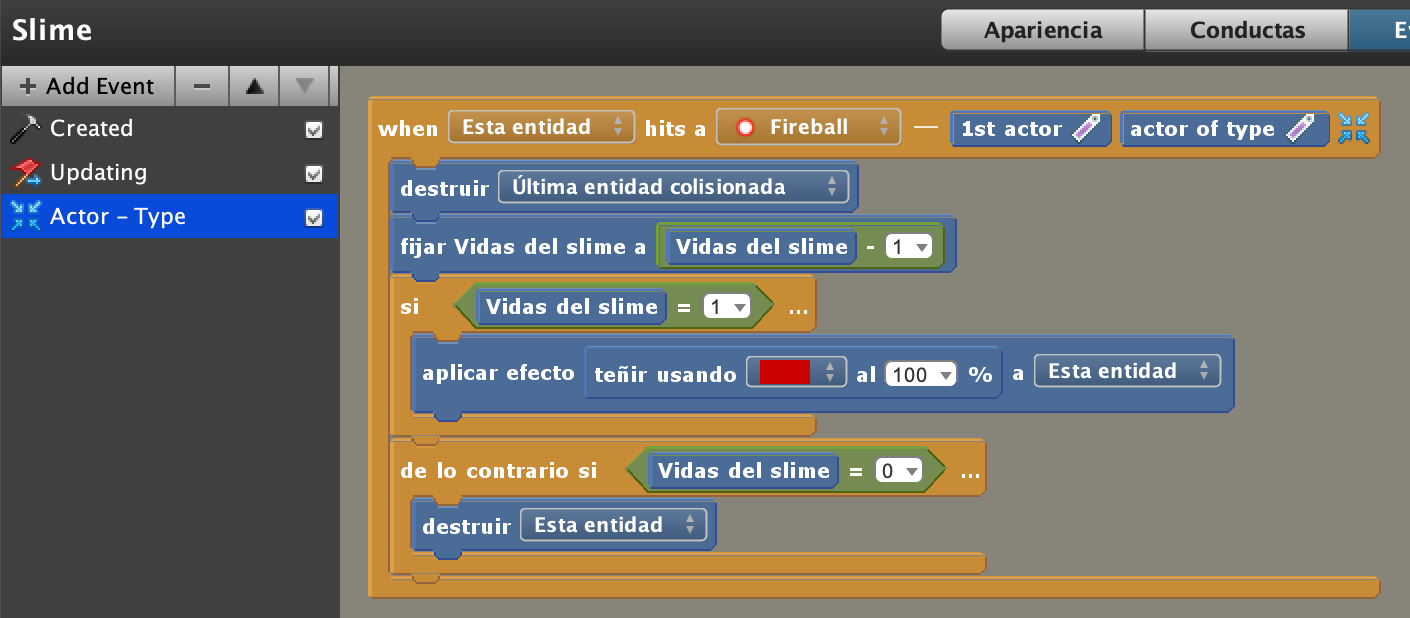 Slime
Apariencia
Conductas
+ Add Event
Created
Updating
Actor - Type
when Esta entidad hits a Fireball — 1st actor actor of type
destruir Última entidad colisionada
fijar Vidas del slime a Vidas del slime - 1
si Vidas del slime = 1 ...
aplicar efecto teñir usando al 100 % a Esta entidad
de lo contrario si Vidas del slime = 0 ...
destruir Esta entidad